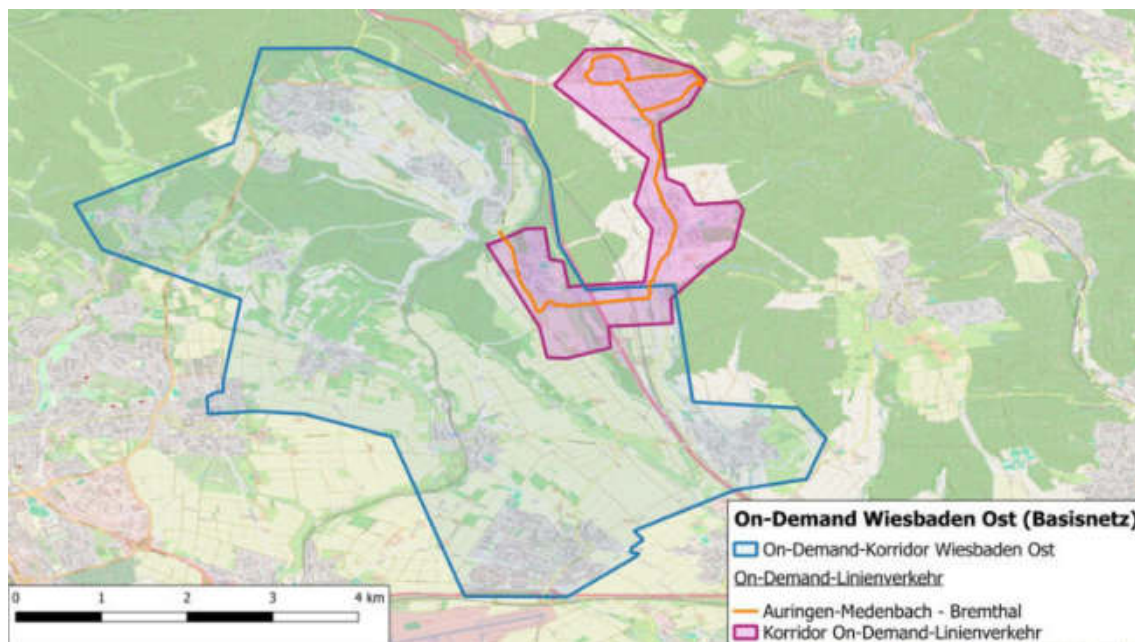 On-Demand Wiesbaden Ost (Basisnetz)
On-Demand-Korridor Wiesbaden Ost
On-Demand-Linienverkehr
Auringen-Medenbach - Bremthal
Korridor On-Demand-Linienverkehr
0 1 2 3 4 km